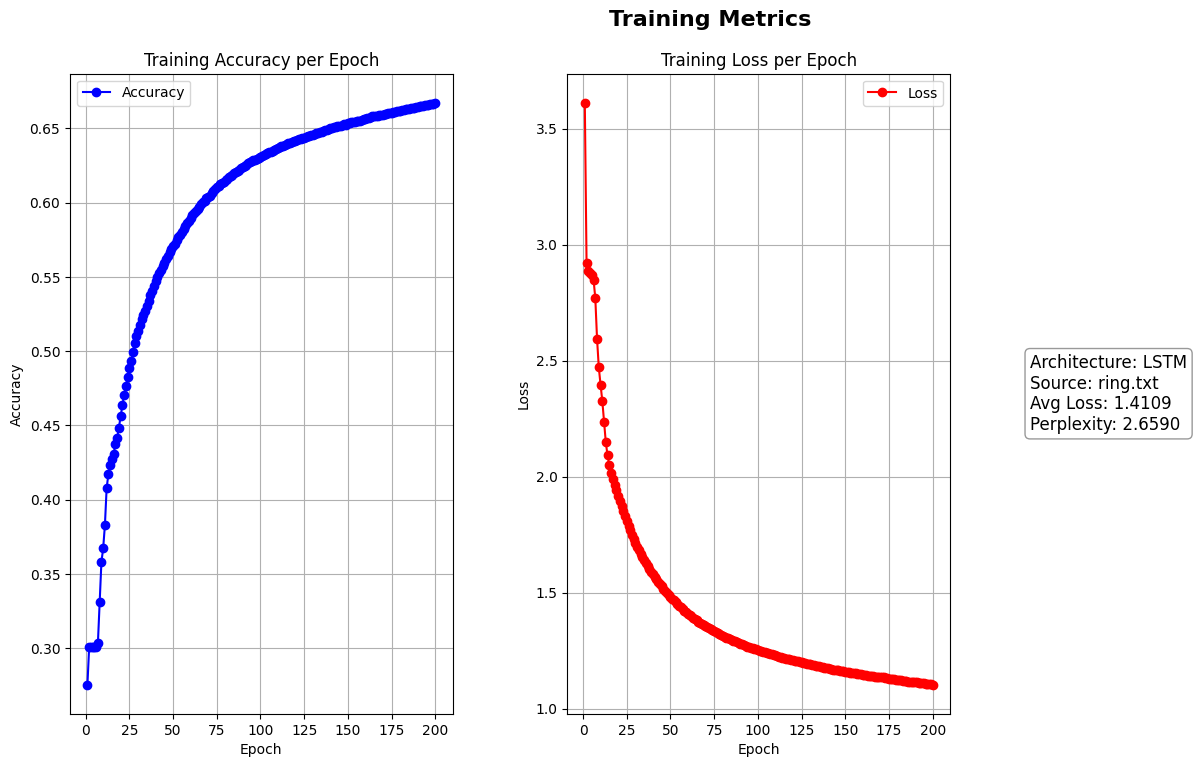 Training Metrics
Training Accuracy per Epoch
Accuracy
0.65
0.60
0.55
0.50
0.45
0.40
0.35
0.30
Accuracy
0 25 50 75 100 125 150 175 200
Epoch
Training Loss per Epoch
Loss
3.5
3.0
2.5
2.0
1.5
1.0
Loss
0 25 50 75 100 125 150 175 200
Epoch
Architecture: LSTM
Source: ring.txt
Avg Loss: 1.4109
Perplexity: 2.6590